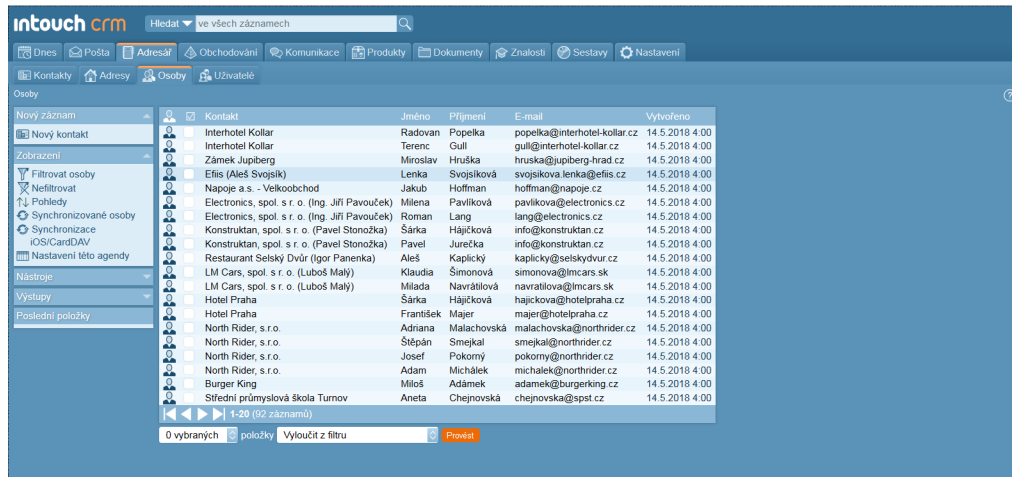 intouch crm Hledat ve všech záznamech
Dnes Pošta Adresář Obchodování Komunikace Produkty Dokumenty Znalosti Sestavy Nastavení
Kontakty Adresy Osoby Uživatelé
Osoby
Nový záznam
Nový kontakt
Zobrazení
Filtrovat osoby
Nefiltrovat
Pohledy
Synchronizované osoby
Synchronizace
iOS/CardDAV
Nastavení této agendy
Nástroje
Výstupy
Poslední položky
Kontakt Jméno Příjmení E-mail Vytvořeno
Interhotel Kollar Radovan Popelka popelka@interhotel-kollar.cz 14.5.2018 4:00
Interhotel Kollar Terenc Gull gull@interhotel-kollar.cz 14.5.2018 4:00
Zámek Jupiberg Miroslav Hruška hruska@jupiberg-hrad.cz 14.5.2018 4:00
Efiis (Aleš Svojsík) Lenka Svojsíková svojsikova.lenka@efiis.cz 14.5.2018 4:00
Napoje a.s. - Velkoobchod Jakub Hoffman hoffman@napoje.cz 14.5.2018 4:00
Electronics, spol. s r. o. (Ing. Jiří Pavouček) Milena Pavlíková pavlikova@electronics.cz 14.5.2018 4:00
Electronics, spol. s r. o. (Ing. Jiří Pavouček) Roman Lang lang@electronics.cz 14.5.2018 4:00
Konstruktan, spol. s r. o. (Pavel Stonožka) Šárka Hájíčková info@konstruktan.cz 14.5.2018 4:00
Konstruktan, spol. s r. o. (Pavel Stonožka) Pavel Jurečka info@konstruktan.cz 14.5.2018 4:00
Restaurant Selský Dvůr (Igor Panenka) Aleš Kaplický kaplicky@selskydvur.cz 14.5.2018 4:00
LM Cars, spol. s r. o. (Luboš Malý) Klaudia Šimonová simonova@lmcars.sk 14.5.2018 4:00
LM Cars, spol. s r. o. (Luboš Malý) Milada Navrátilová navratilova@lmcars.sk 14.5.2018 4:00
Hotel Praha Šárka Hájíčková hajickova@hotelpraha.cz 14.5.2018 4:00
Hotel Praha František Majer majer@hotelpraha.cz 14.5.2018 4:00
North Rider, s.r.o. Adriana Malachovská malachovska@northrider.cz 14.5.2018 4:00
North Rider, s.r.o. Štěpán Smejkal smejkal@northrider.cz 14.5.2018 4:00
North Rider, s.r.o. Josef Pokorný pokorny@northrider.cz 14.5.2018 4:00
North Rider, s.r.o. Adam Michálek michalek@northrider.cz 14.5.2018 4:00
Burger King Miloš Adámek adamek@burgerking.cz 14.5.2018 4:00
Střední průmyslová škola Turnov Aneta Chejnovská chejnovska@spst.cz 14.5.2018 4:00
1-20 (92 záznamů)
0 vybraných položky Vyloučit z filtru Provést